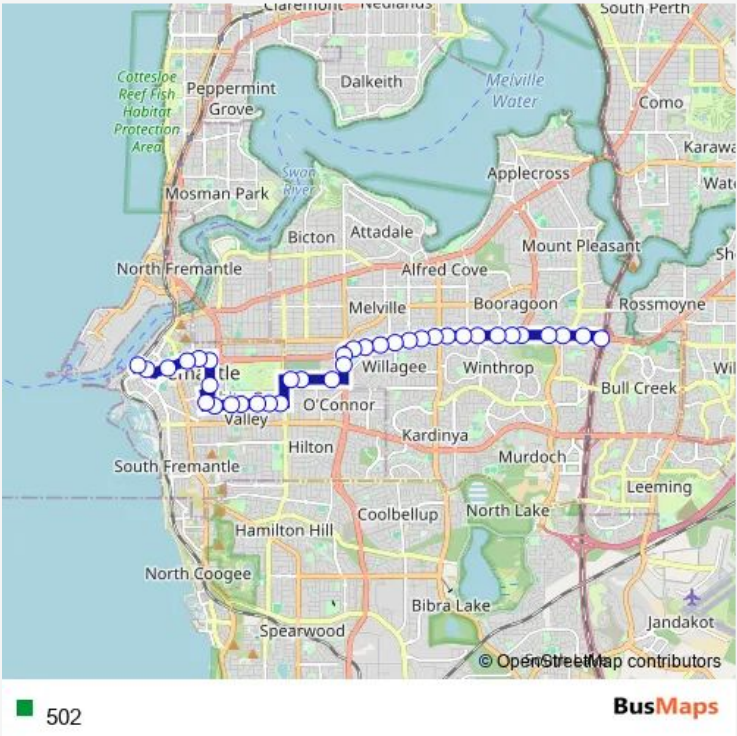 Claremont
Nedlands
South Perth
Cottesloe
Reef Fish
Habitat
Protection
Area
Peppermint
Grove
Dalkeith
Melville
Water
Como
Karawa
Applecross
Swan
River
Mosman Park
Bicton
Attadale
Mount Pleasant
North Fremantle
Alfred Cove
Melville
Booragoon
Rossmoyne
Willagee
Winthrop
Bull Creek
O'Connor
Valley
Hilton
Kardinya
Murdoch
South Fremantle
Leeming
Coolbellup
North Lake
Hamilton Hill
North Coogee
Bibra Lake
Jandakot
Spearwood
© OpenStreetMap contributors
502
BusMaps